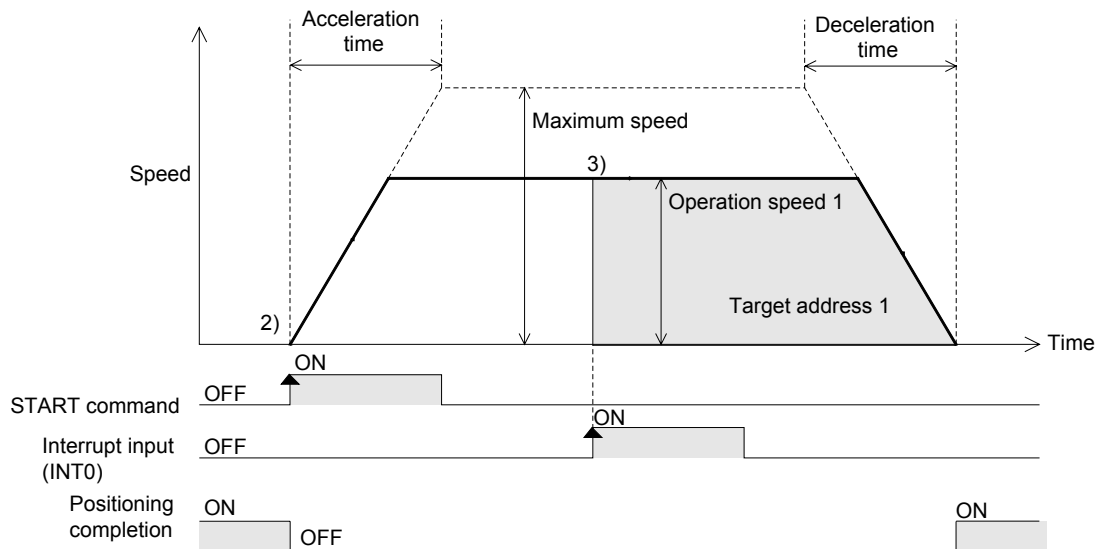 Acceleration
time
Deceleration
time
Maximum speed
3)
Speed
Operation speed 1
Target address 1
2)
Time
ON
OFF
START command
ON
Interrupt input
(INT0)
OFF
Positioning
completion
ON
OFF
ON